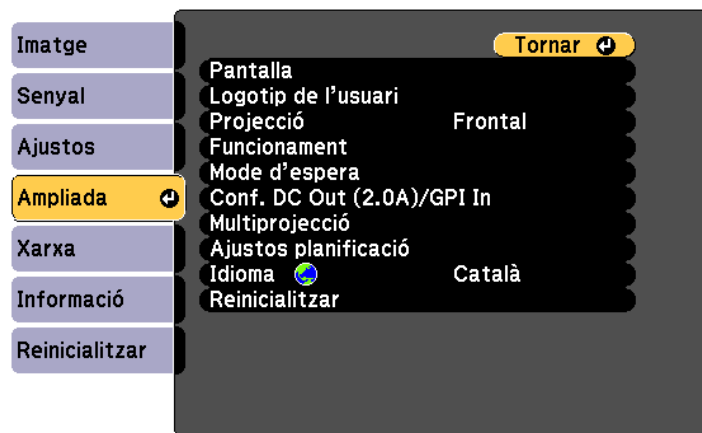 Imatge
Senyal
Ajustos
Ampliada
Xarxa
Informació
Reinicialitzar
Tornar
Pantalla
Logotip de l'usuari
Projecció Frontal
Funcionament
Mode d'espera
Conf. DC Out (2.0A)/GPI In
Multiprojecció
Ajustos planificació
Idioma Català
Reinicialitzar